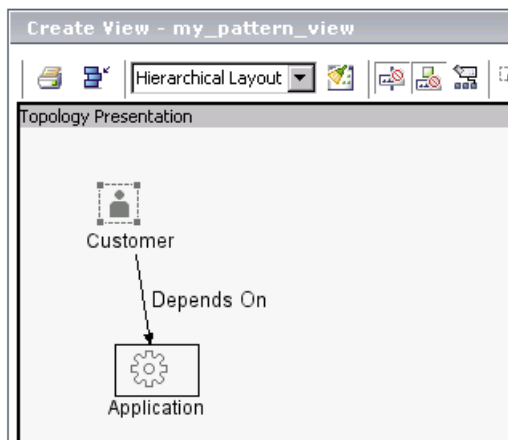 Create View - my_pattern_view
Hierarchical Layout
Topology Presentation
Customer
Depends On
Application